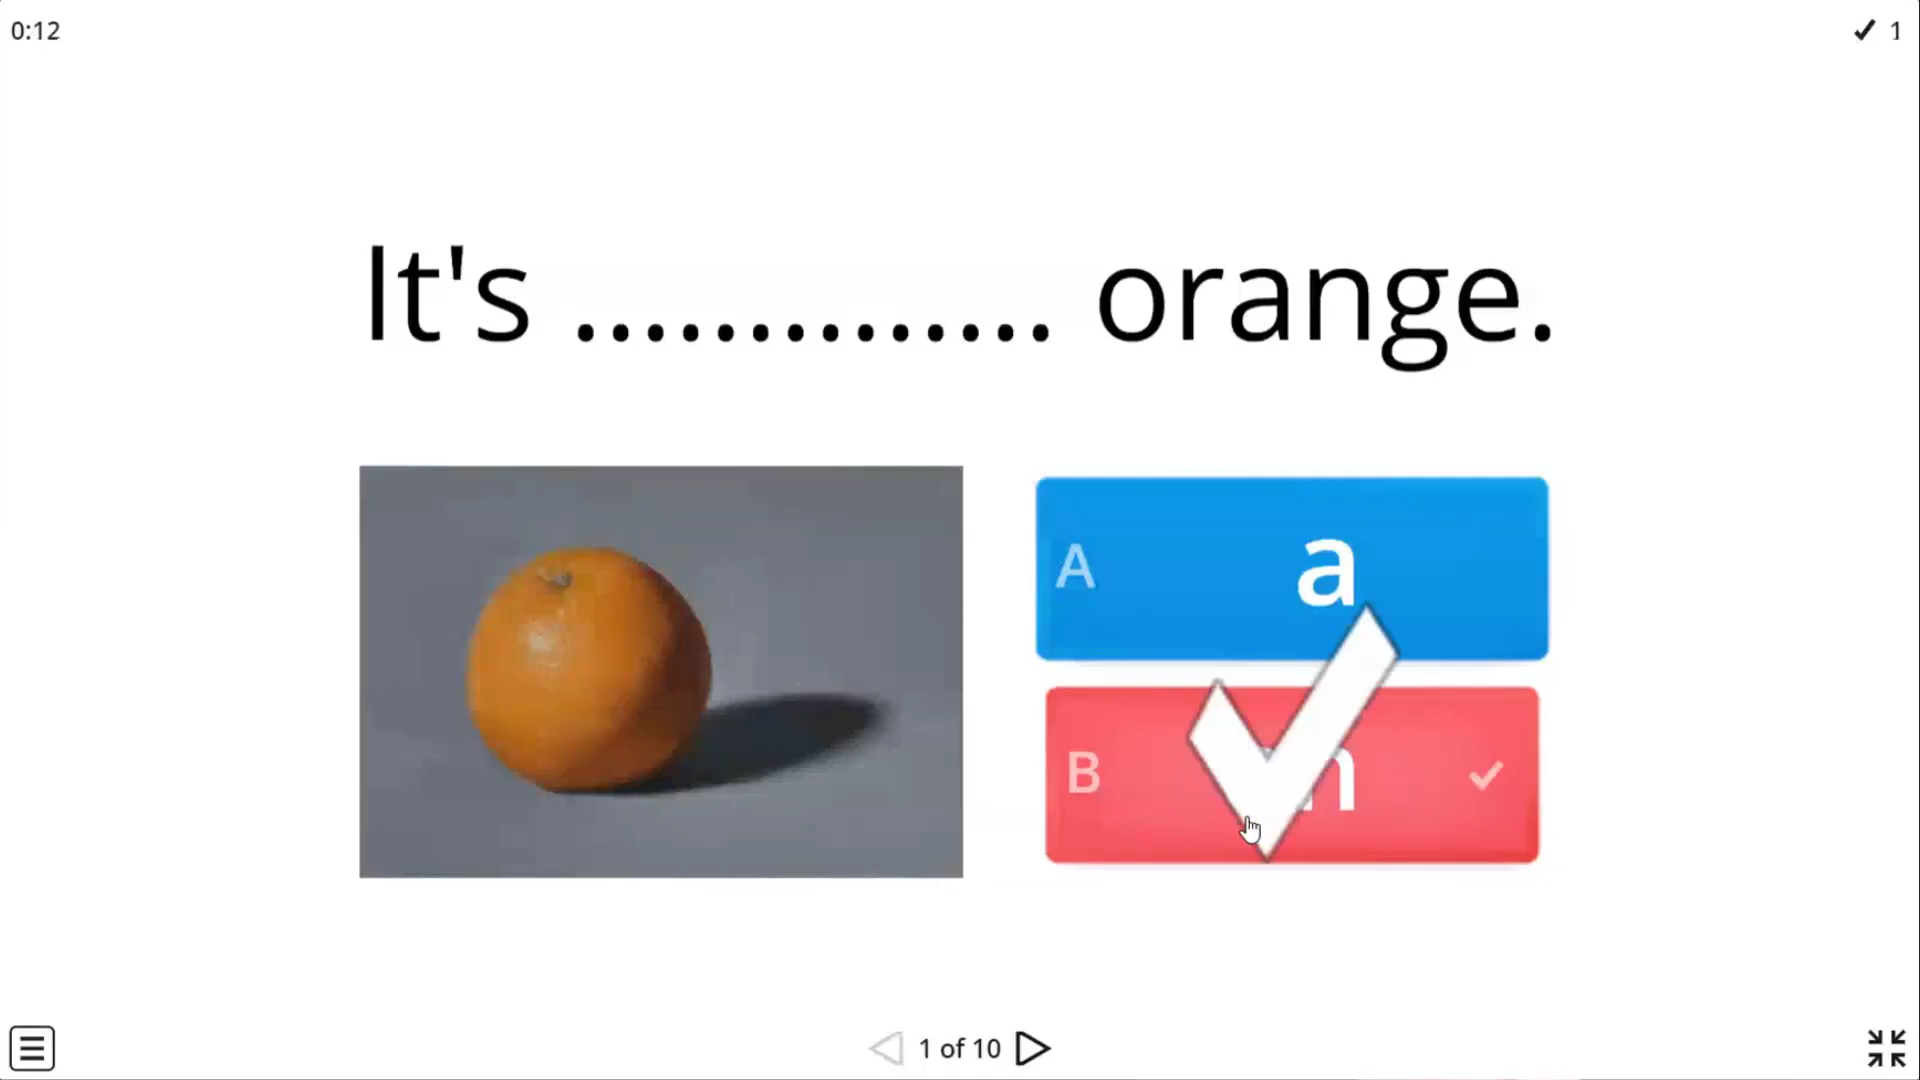 0:12
✓ 1
It's .............. orange.
A a
B
1 of 10